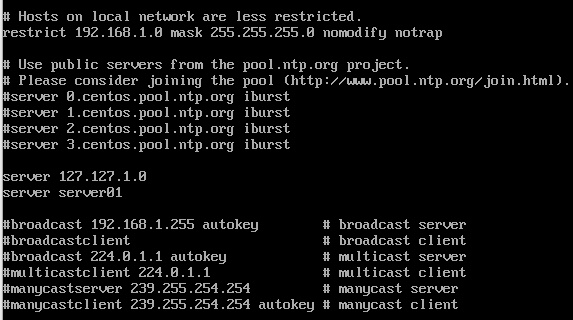 # Hosts on local network are less restricted.
restrict 192.168.1.0 mask 255.255.255.0 nomodify notrap
# Use public servers from the pool.ntp.org project.
# Please consider joining the pool (http://www.pool.ntp.org/join.html).
#server 0.centos.pool.ntp.org iburst
#server 1.centos.pool.ntp.org iburst
#server 2.centos.pool.ntp.org iburst
#server 3.centos.pool.ntp.org iburst
server 127.127.1.0
server server01
#broadcast 192.168.1.255 autokey # broadcast server
#broadcastclient # broadcast client
#broadcast 224.0.1.1 autokey # multicast server
#multicastclient 224.0.1.1 # multicast client
#manycastserver 239.255.254.254 # manycast server
#manycastclient 239.255.254.254 autokey # manycast client